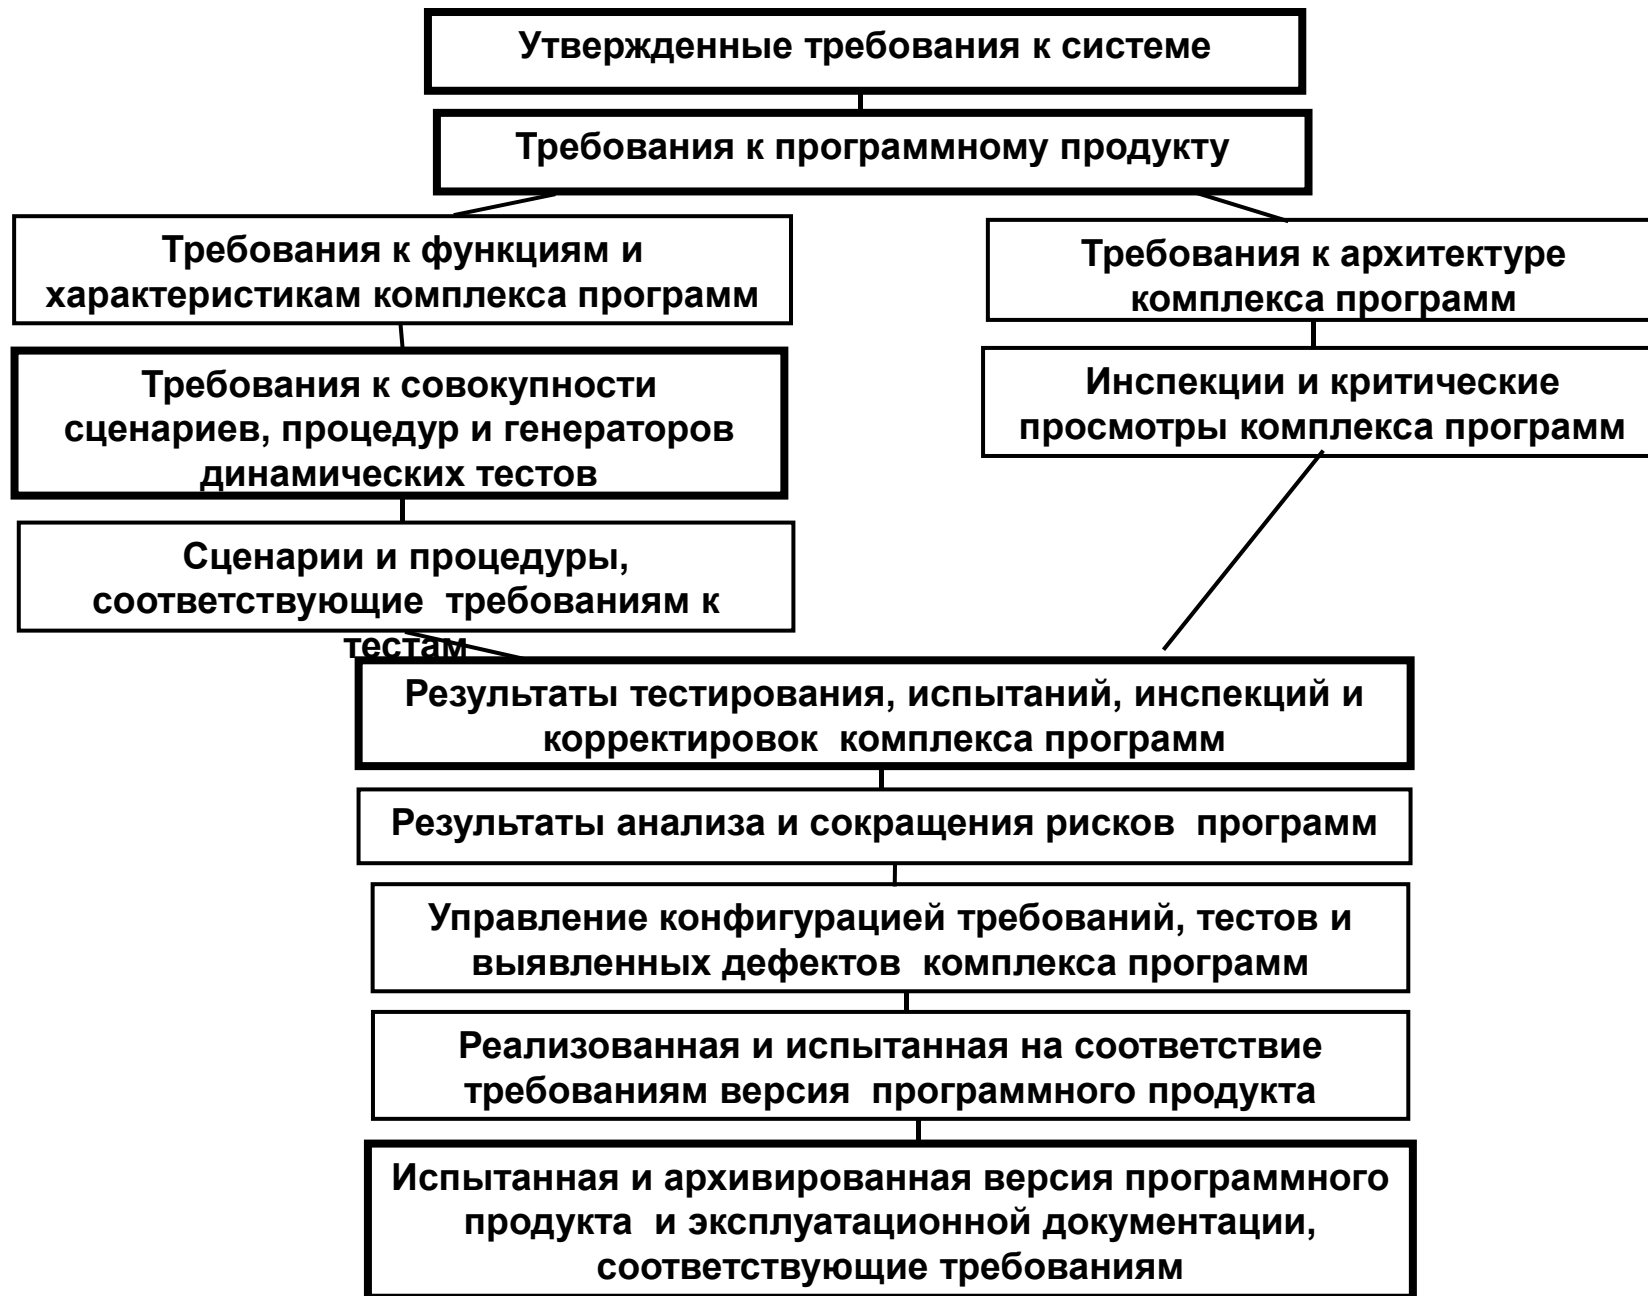 Утвержденные требования к системе
Требования к программному продукту
Требования к функциям и
характеристикам комплекса программ
Требования к архитектуре
комплекса программ
Требования к совокупности
сценариев, процедур и генераторов
динамических тестов
Инспекции и критические
просмотры комплекса программ
Сценарии и процедуры,
соответствующие требованиям к
тестам
Результаты тестирования, испытаний, инспекций и
корректировок комплекса программ
Результаты анализа и сокращения рисков программ
Управление конфигурацией требований, тестов и
выявленных дефектов комплекса программ
Реализованная и испытанная на соответствие
требованиям версия программного продукта
Испытанная и архивированная версия программного
продукта и эксплуатационной документации,
соответствующие требованиям